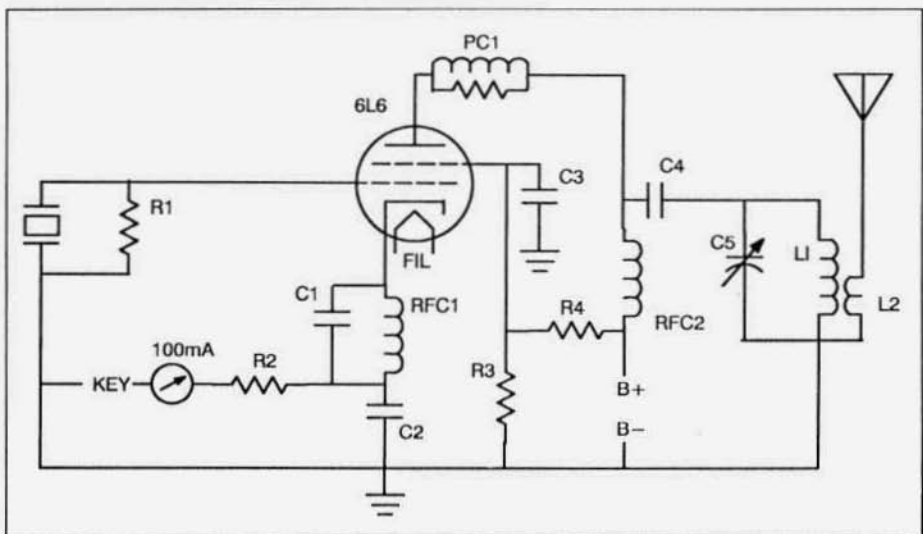 PC1
6L6
C3
C4
R1
C5
LI
L2
FIL
C1
RFC1
R4
RFC2
100mA
R3
KEY
R2
B+
C2
B−